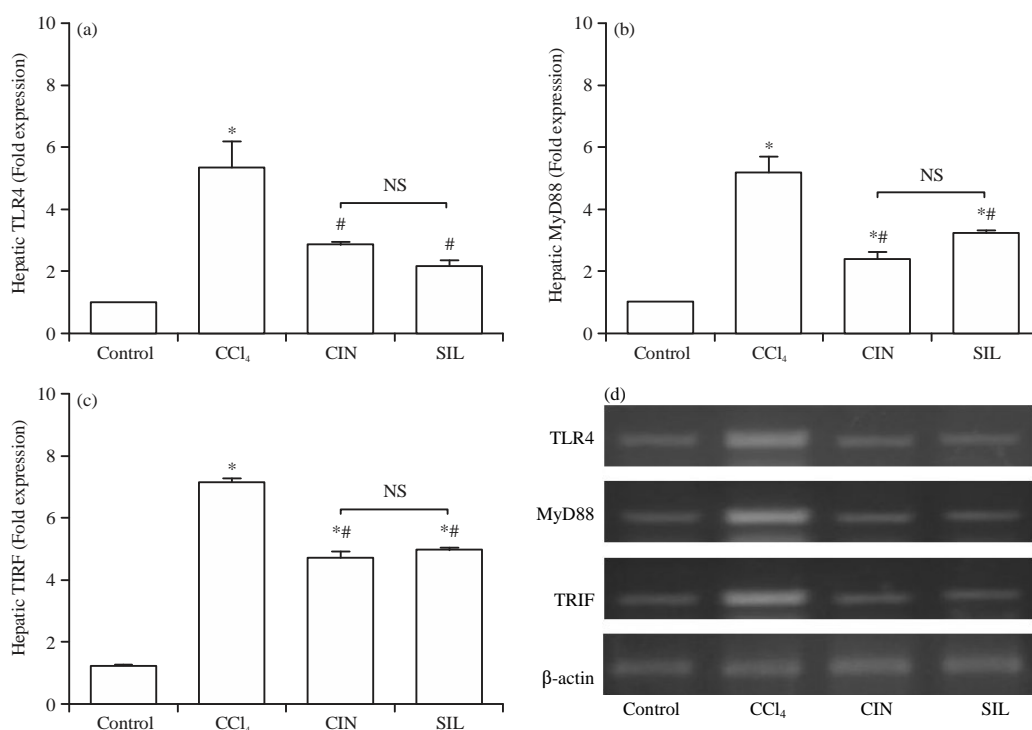 (a)
Hepatic TLR4 (Fold expression)
10
8
6
4
2
0
*
#
NS
#
Control CCl₄ CIN SIL
(b)
Hepatic MyD88 (Fold expression)
10
8
6
4
2
0
*
*#
NS
*#
Control CCl₄ CIN SIL
(c)
Hepatic TIRF (Fold expression)
10
8
6
4
2
0
*
*#
NS
*#
Control CCl₄ CIN SIL
(d)
TLR4
MyD88
TRIF
β-actin
Control CCl₄ CIN SIL